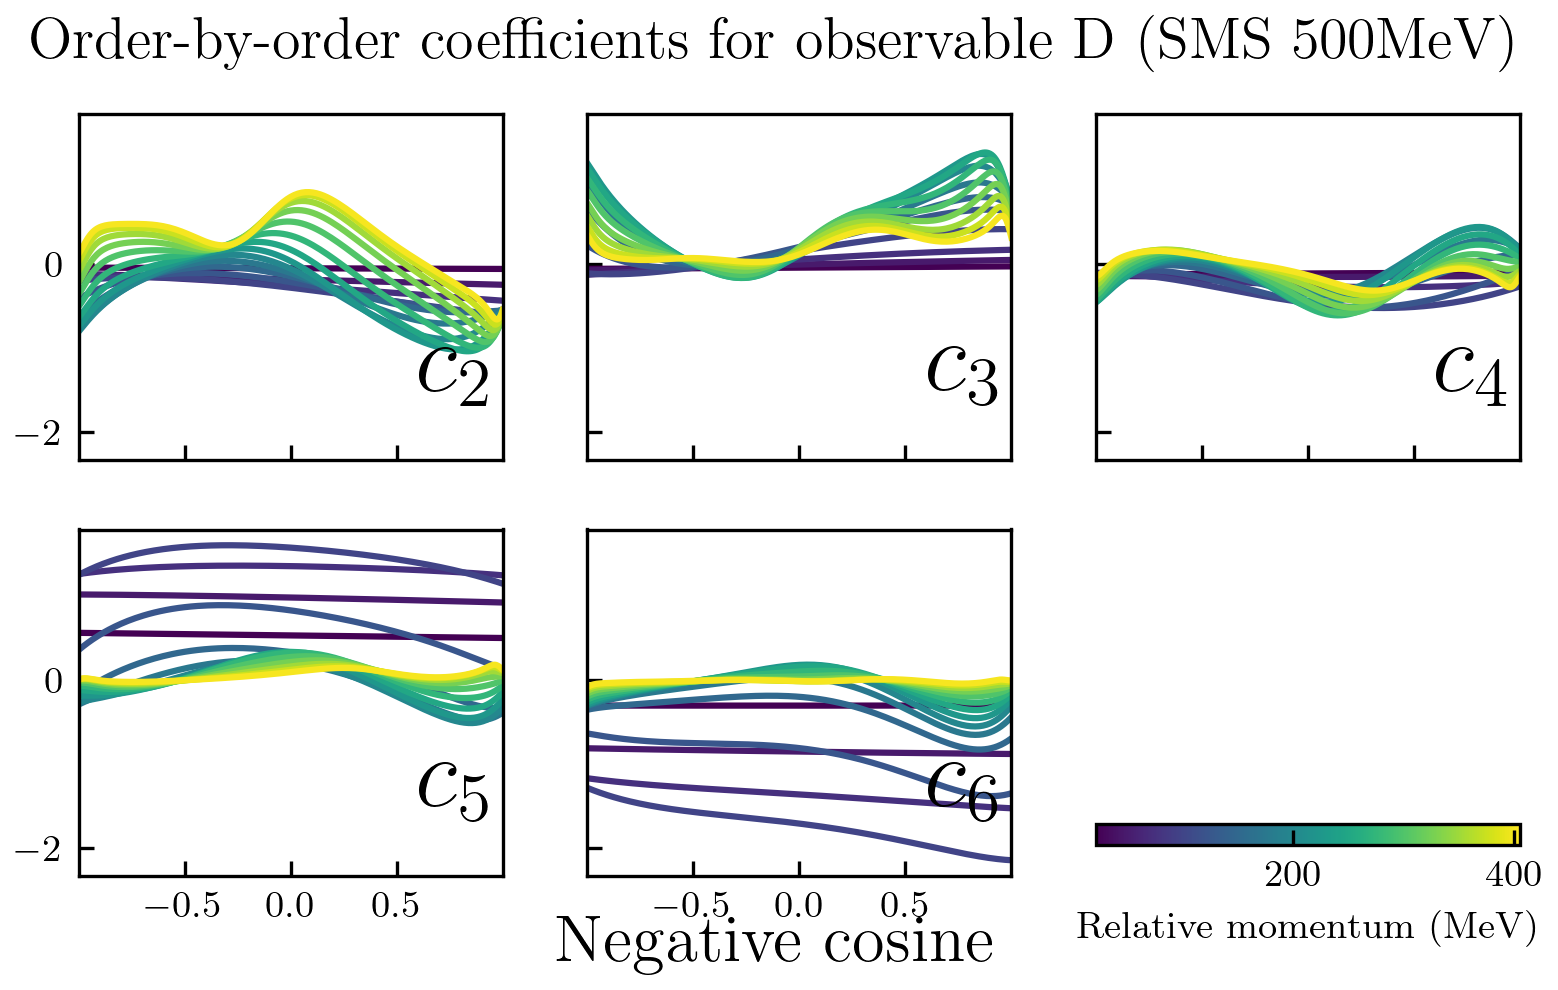 Order-by-order coefficients for observable D (SMS 500MeV)
0
−2
c2
c3
c4
0
−2
c5
c6
−0.5 0.0 0.5
−0.5 0.0 0.5
200 400
Relative momentum (MeV)
Negative cosine